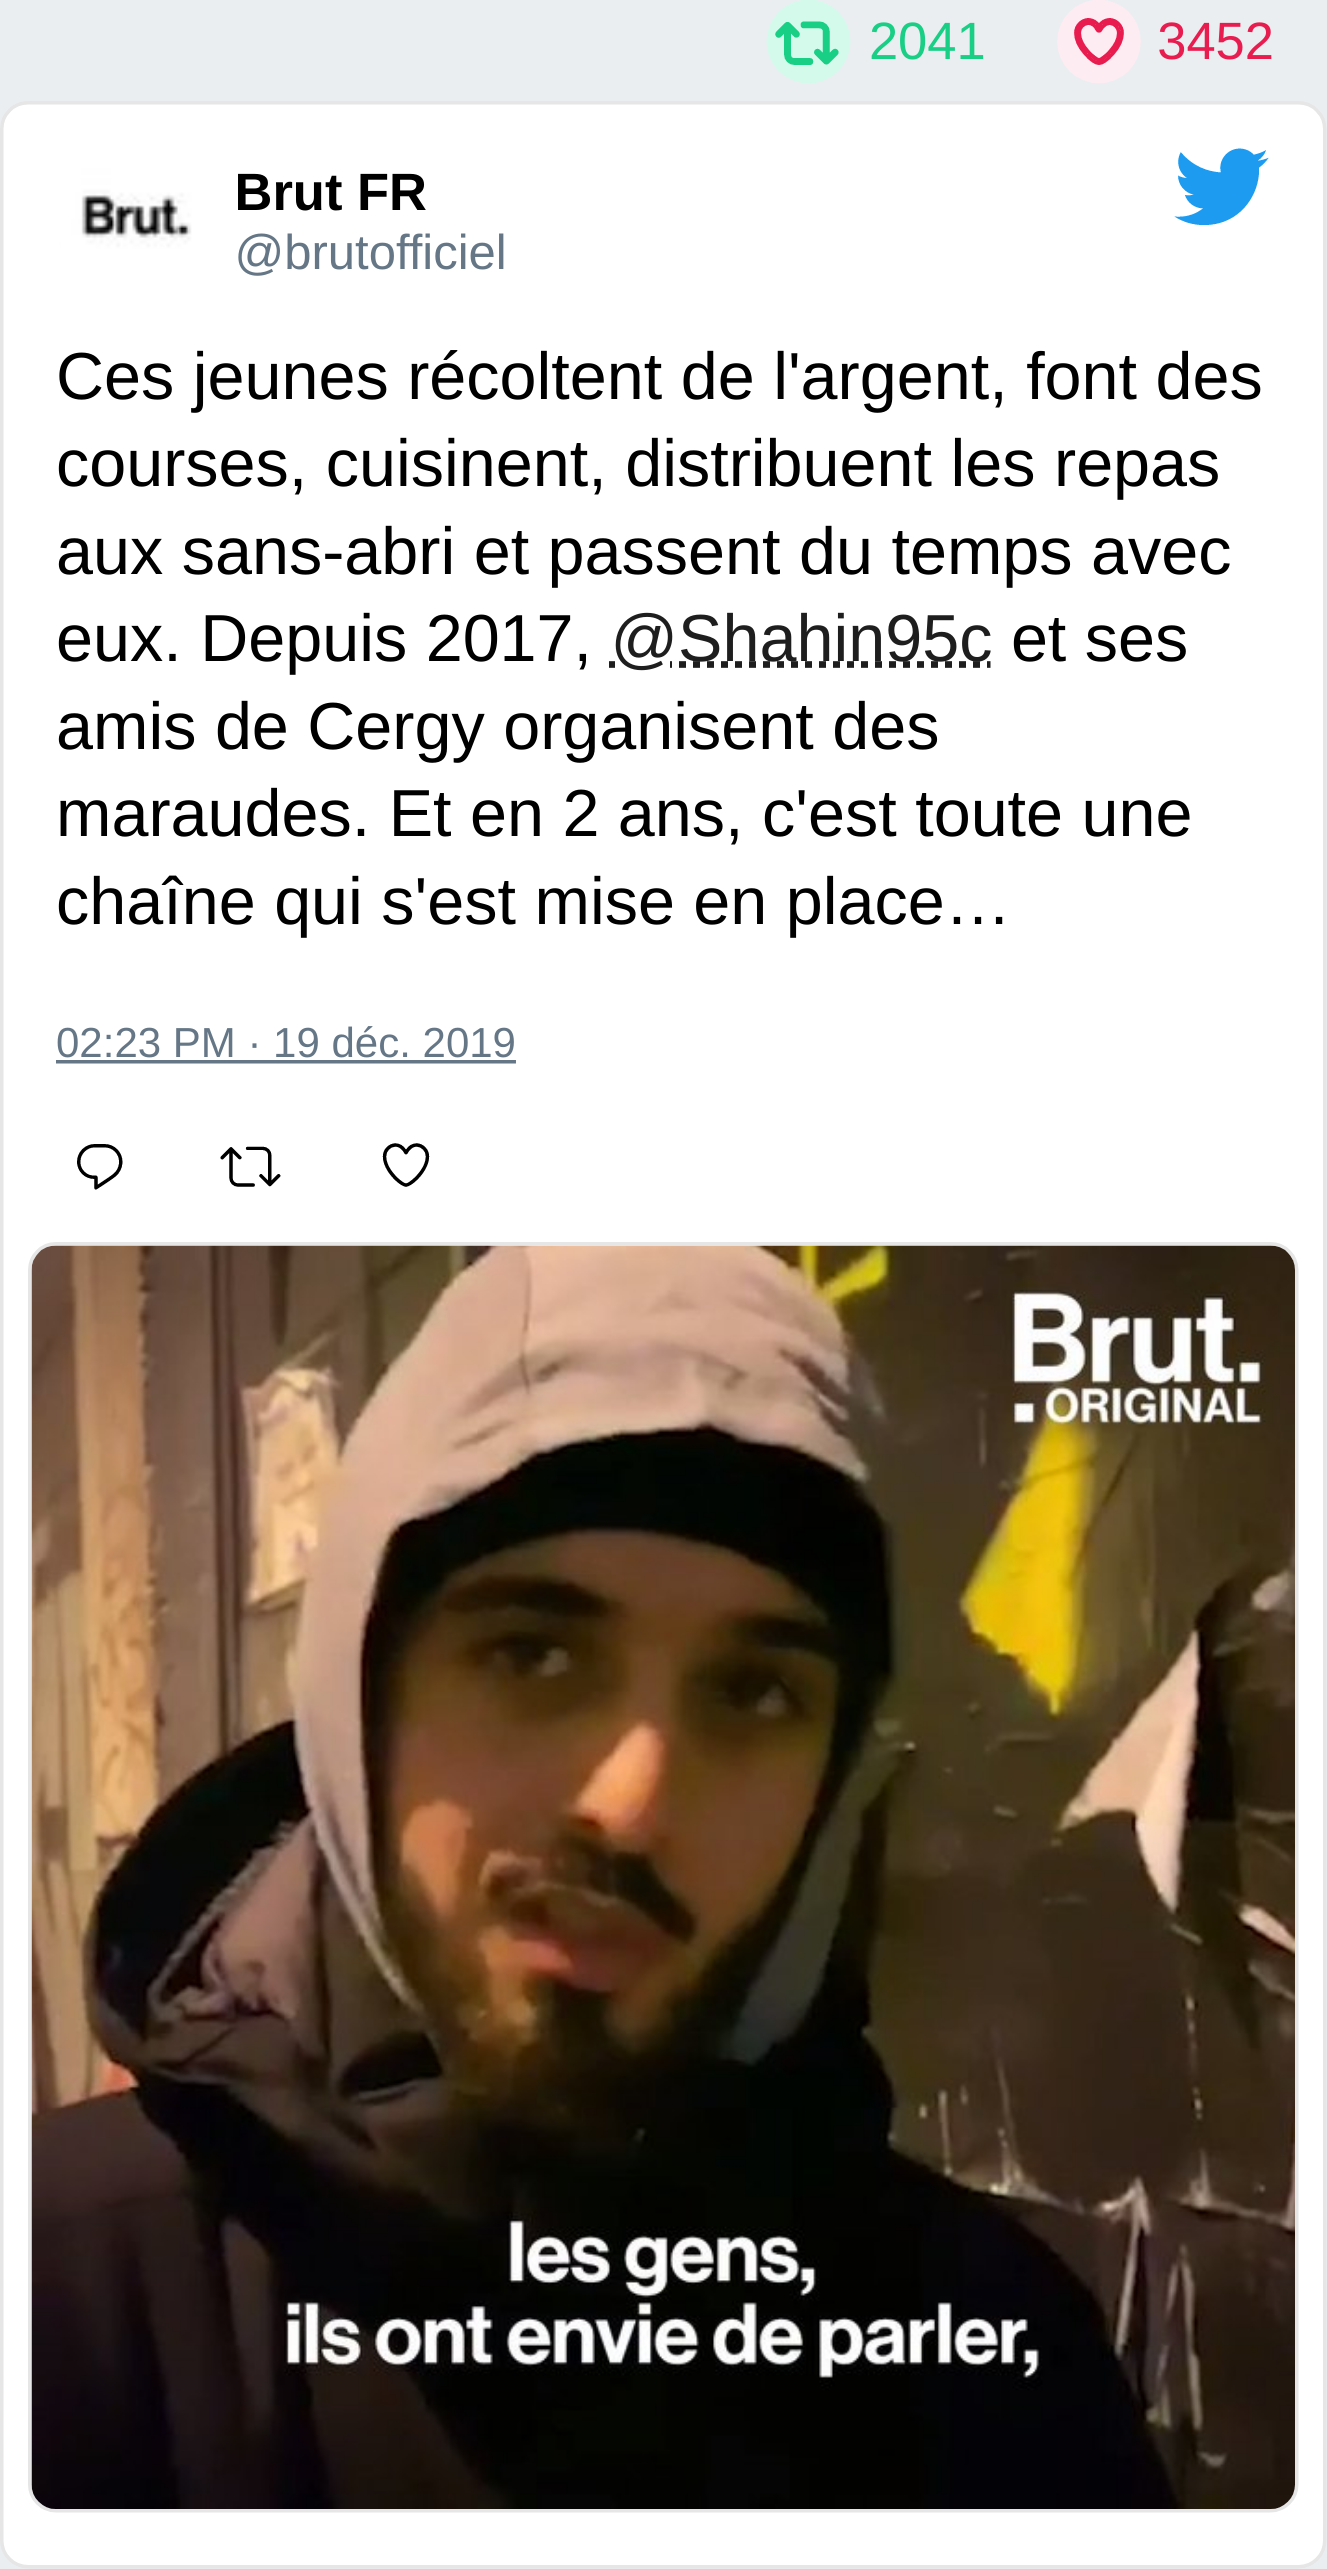 2041 3452
Brut.
Brut FR
@brutofficiel
Ces jeunes récoltent de l'argent, font des
courses, cuisinent, distribuent les repas
aux sans-abri et passent du temps avec
eux. Depuis 2017, @Shahin95c et ses
amis de Cergy organisent des
maraudes. Et en 2 ans, c'est toute une
chaîne qui s'est mise en place…
02:23 PM · 19 déc. 2019
Brut.
ORIGINAL
les gens,
ils ont envie de parler,